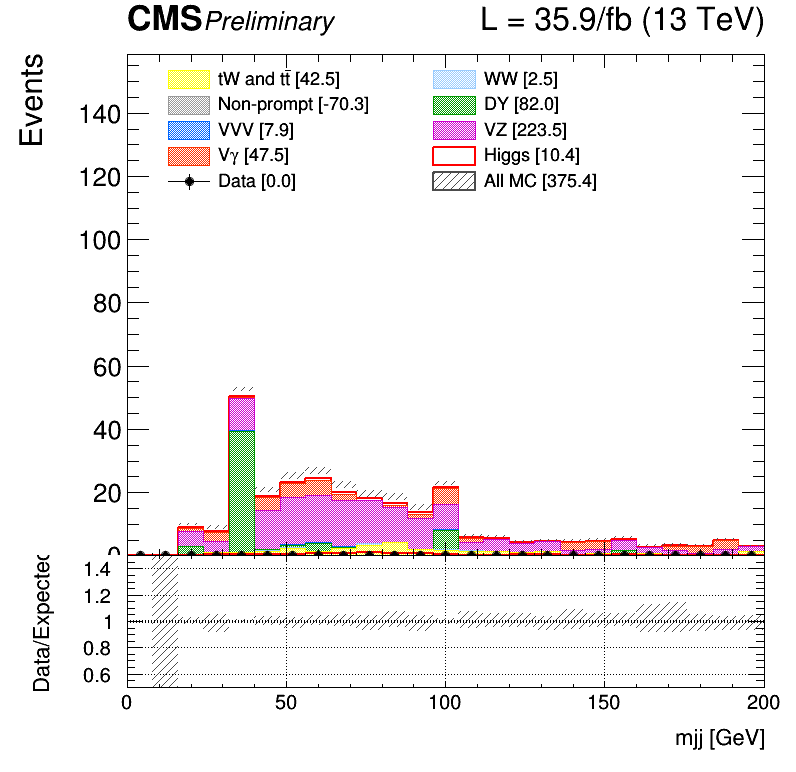 CMS Preliminary L = 35.9/fb (13 TeV)
Events
tW and tt̄ [42.5] WW [2.5]
Non-prompt [-70.3] DY [82.0]
VVV [7.9] VZ [223.5]
Vγ [47.5] Higgs [10.4]
Data [0.0] All MC [375.4]
140
120
100
80
60
40
20
0
Data/Expected
1.4
1.2
1
0.8
0.6
0 50 100 150 200
mjj [GeV]